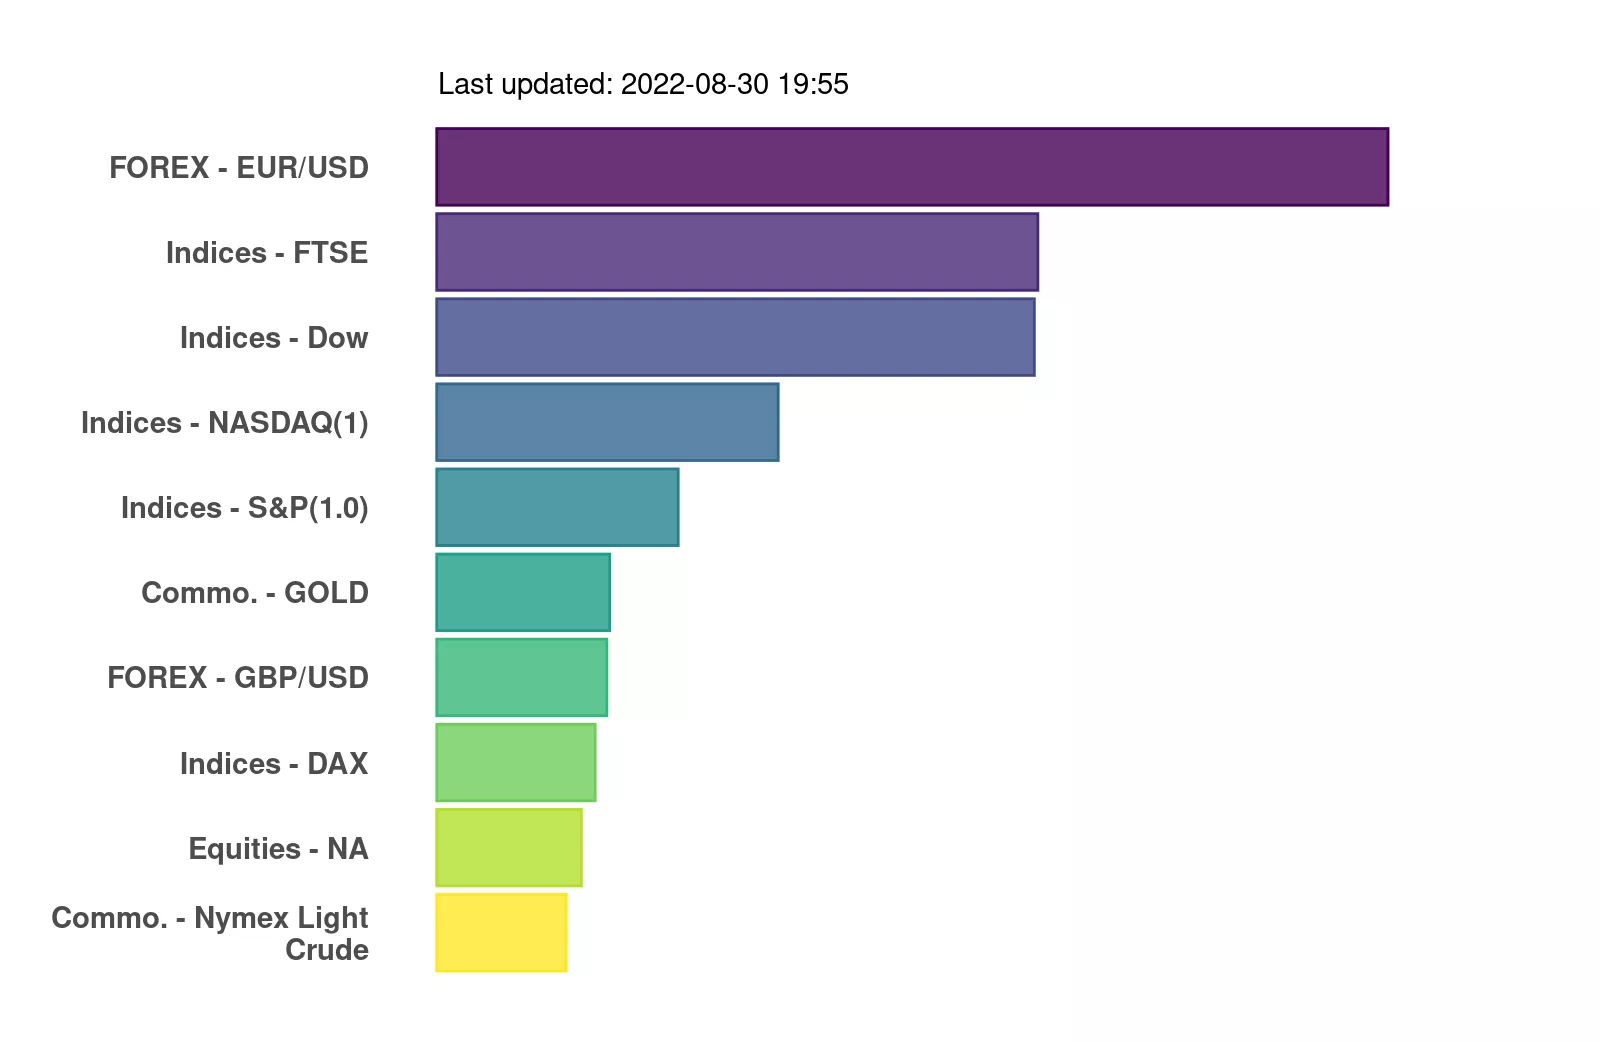 Last updated: 2022-08-30 19:55
FOREX - EUR/USD
Indices - FTSE
Indices - Dow
Indices - NASDAQ(1)
Indices - S&P(1.0)
Commo. - GOLD
FOREX - GBP/USD
Indices - DAX
Equities - NA
Commo. - Nymex Light
Crude